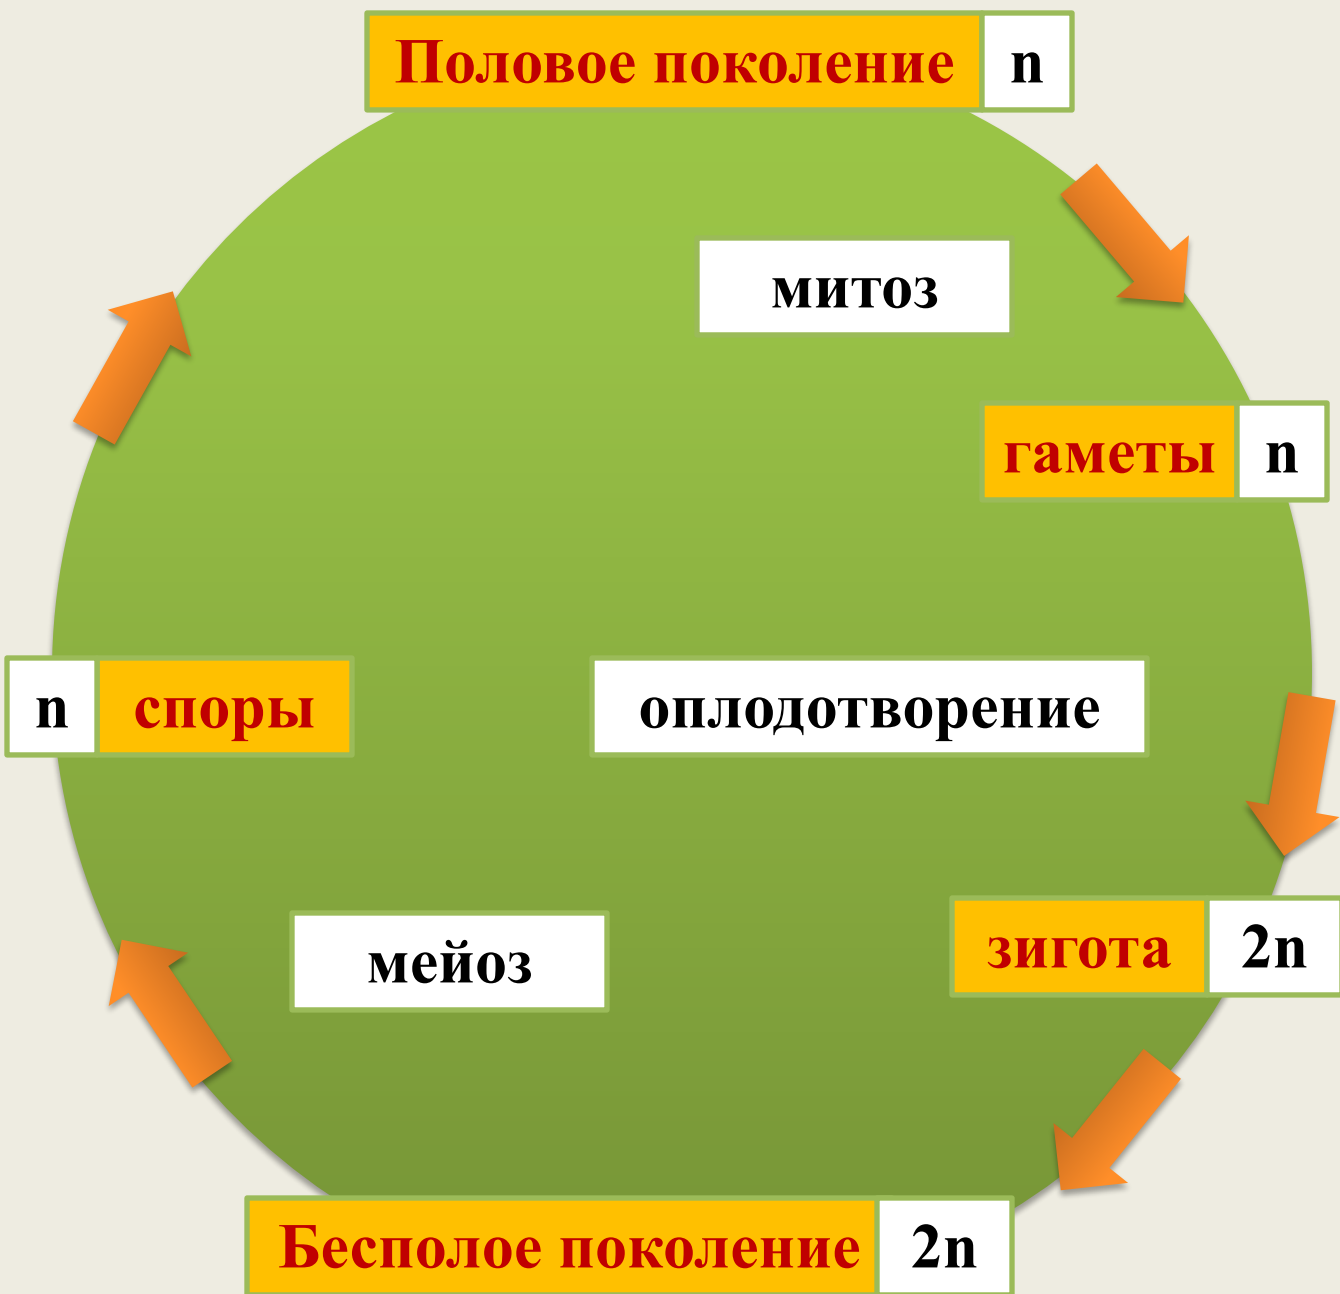 Половое поколение n
митоз
гаметы n
n споры
оплодотворение
зигота 2n
мейоз
Бесполое поколение 2n